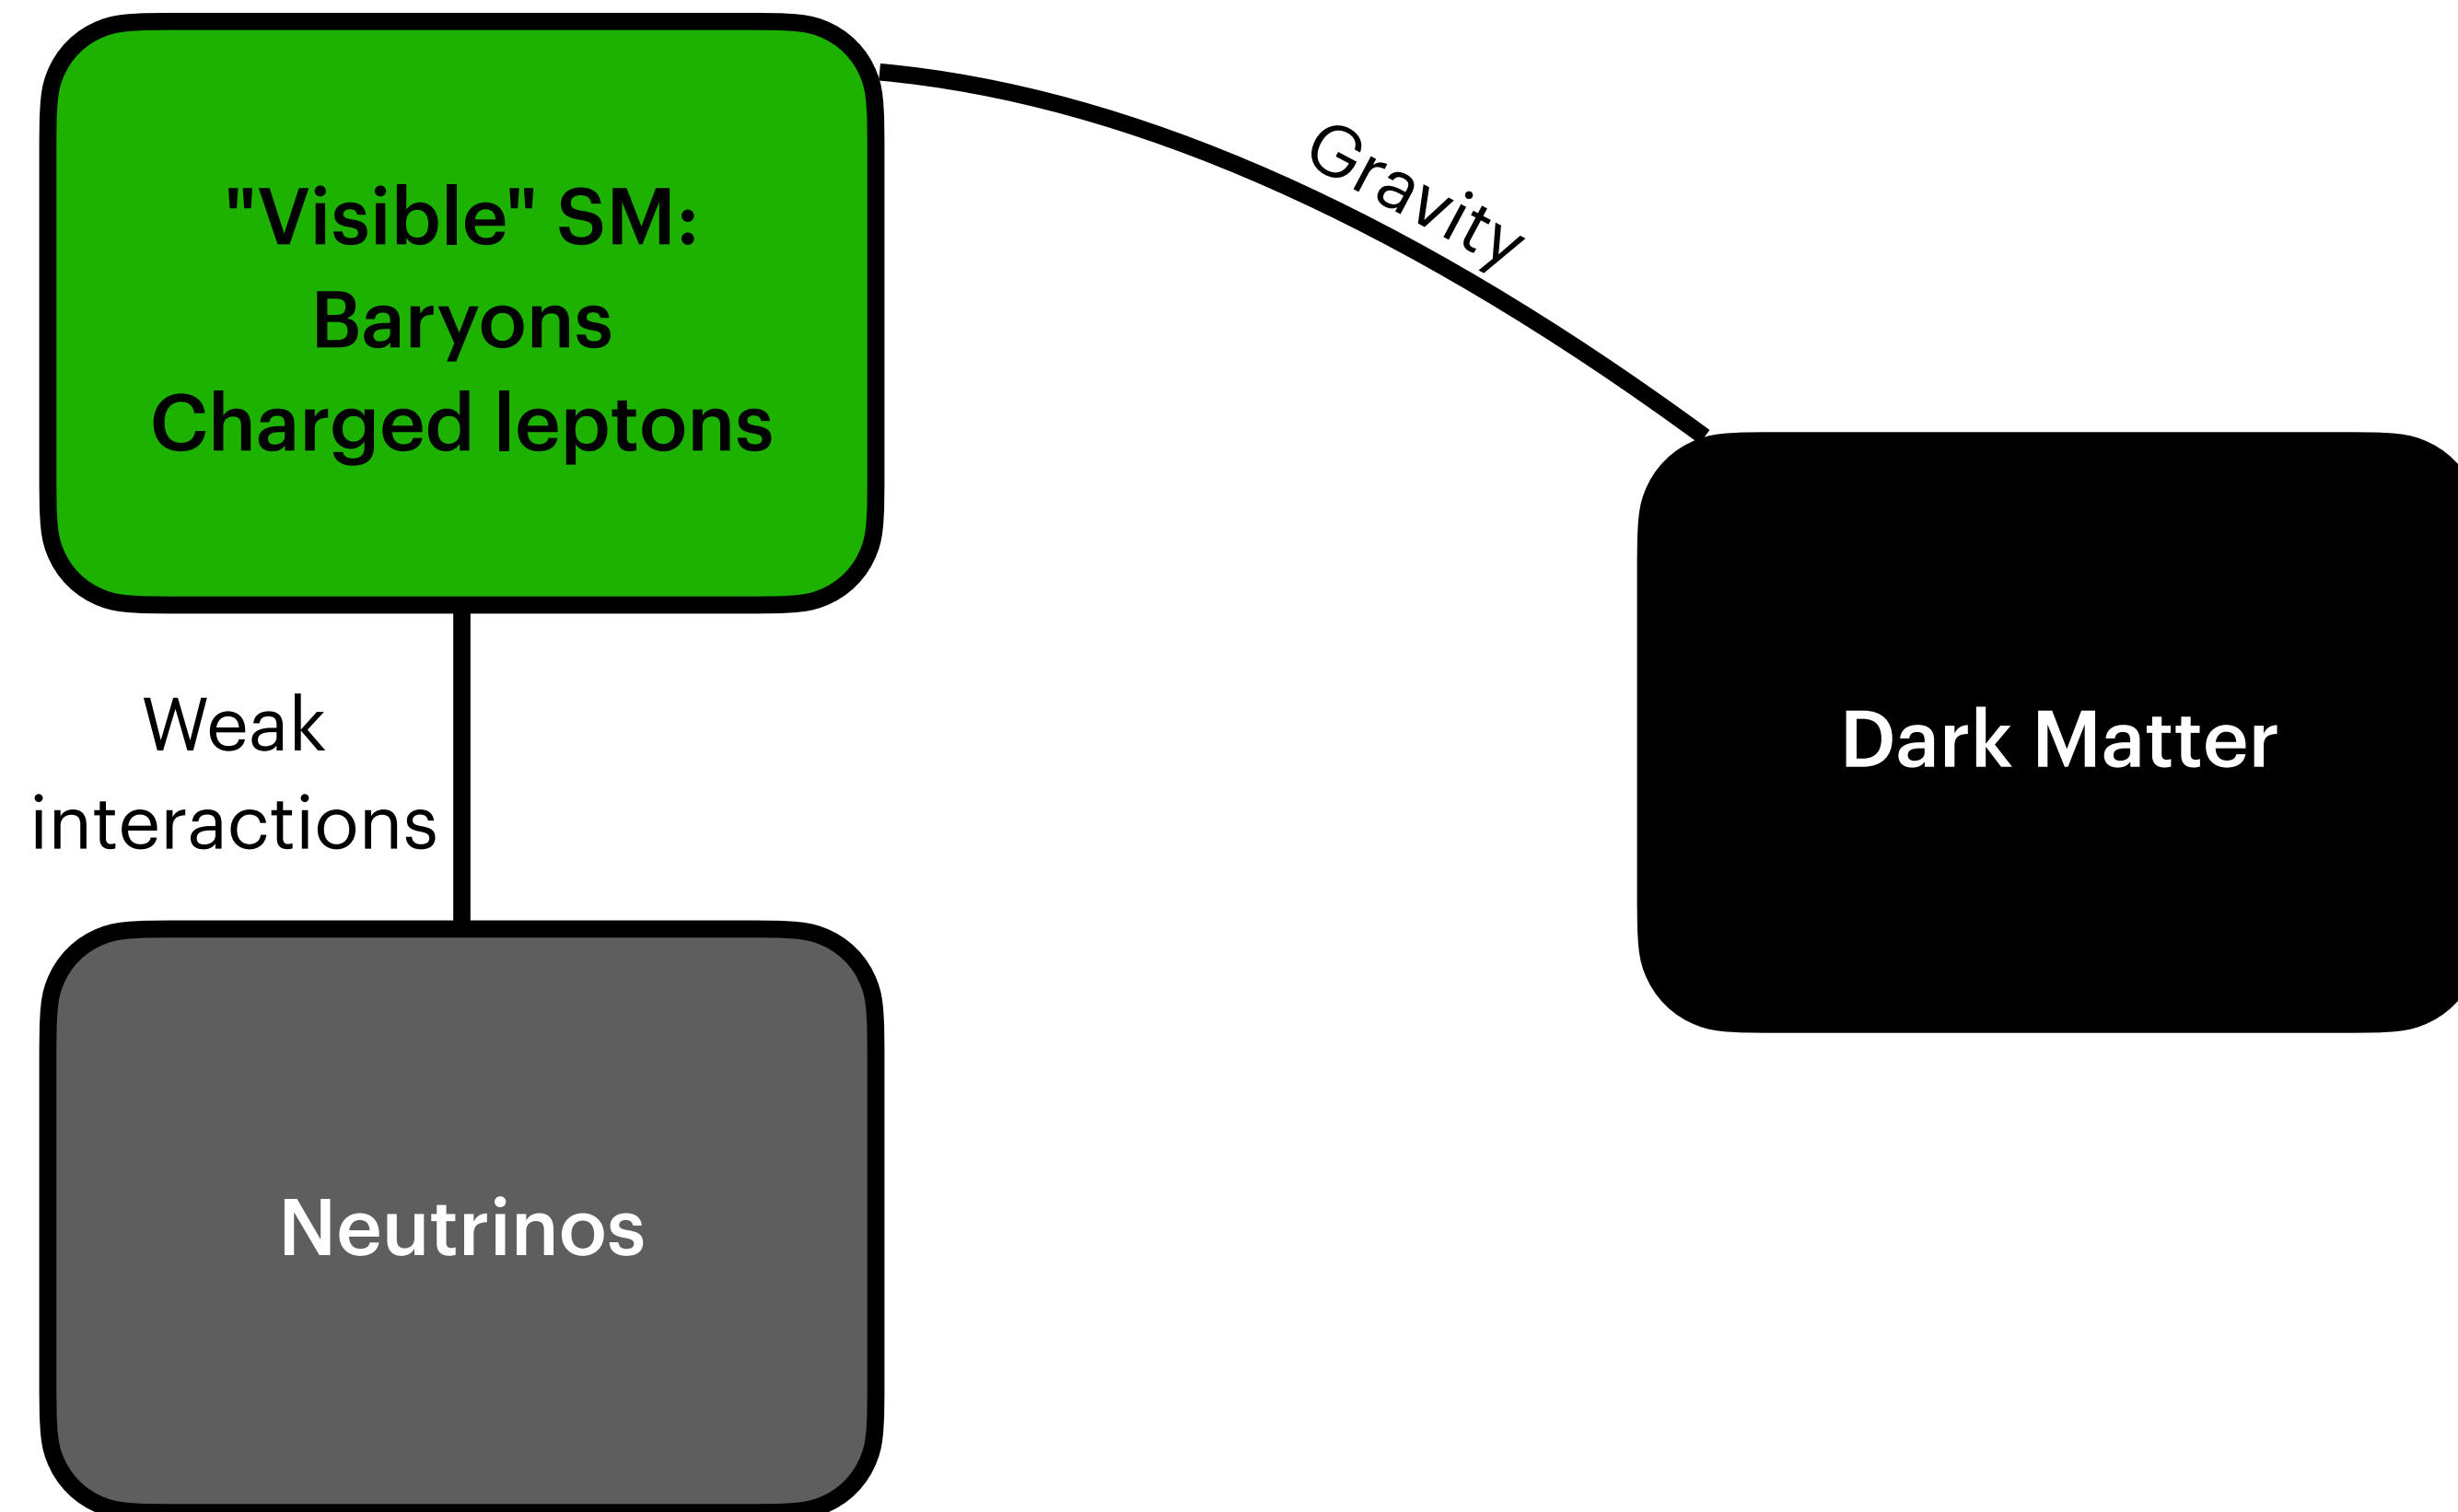 "Visible" SM:
Baryons
Charged leptons
Gravity
Weak
interactions
Dark Matter
Neutrinos